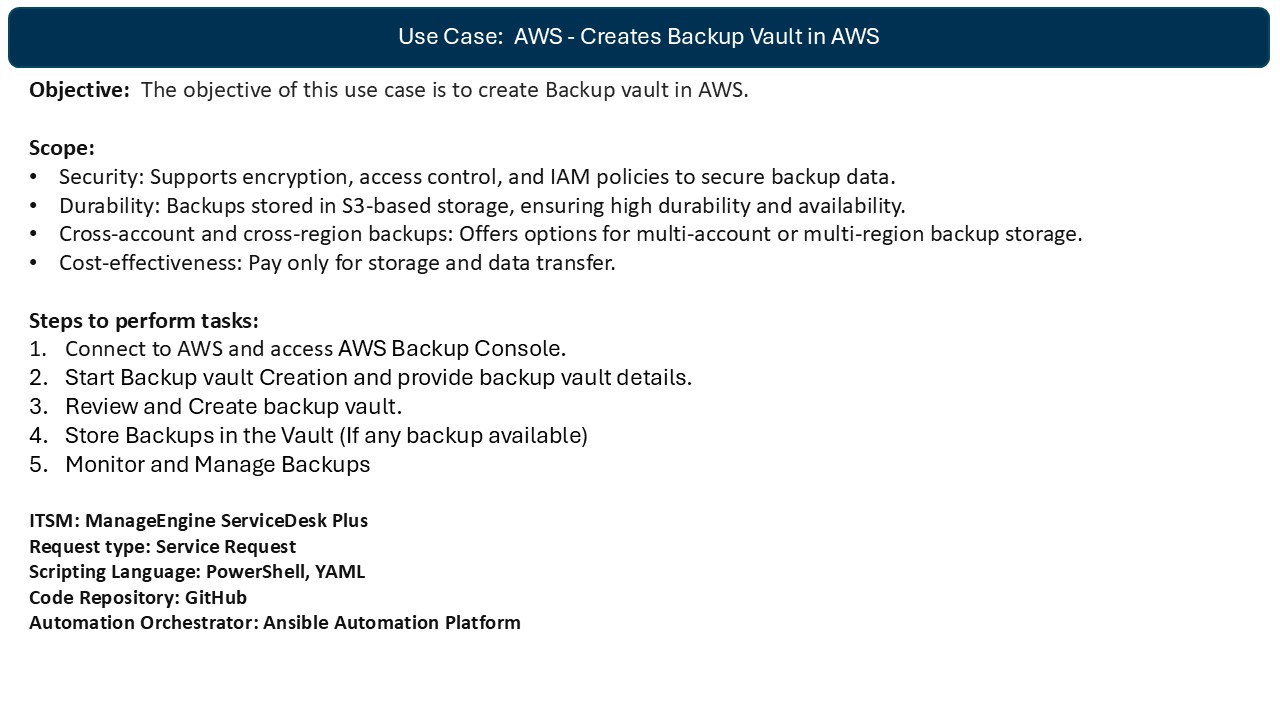 Use Case:  AWS - Creates Backup Vault in AWS
Objective:  The objective of this use case is to create Backup vault in AWS.
Scope:
• Security: Supports encryption, access control, and IAM policies to secure backup data.
• Durability: Backups stored in S3-based storage, ensuring high durability and availability.
• Cross-account and cross-region backups: Offers options for multi-account or multi-region backup storage.
• Cost-effectiveness: Pay only for storage and data transfer.
Steps to perform tasks:
1. Connect to AWS and access AWS Backup Console.
2. Start Backup vault Creation and provide backup vault details.
3. Review and Create backup vault.
4. Store Backups in the Vault (If any backup available)
5. Monitor and Manage Backups
ITSM: ManageEngine ServiceDesk Plus
Request type: Service Request
Scripting Language: PowerShell, YAML
Code Repository: GitHub
Automation Orchestrator: Ansible Automation Platform